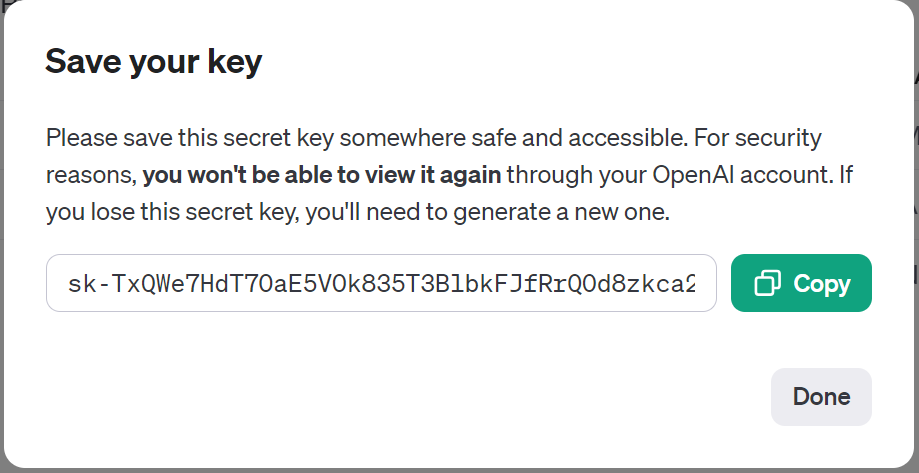 Save your key
Please save this secret key somewhere safe and accessible. For security
reasons, you won't be able to view it again through your OpenAI account. If
you lose this secret key, you'll need to generate a new one.
Copy
Done